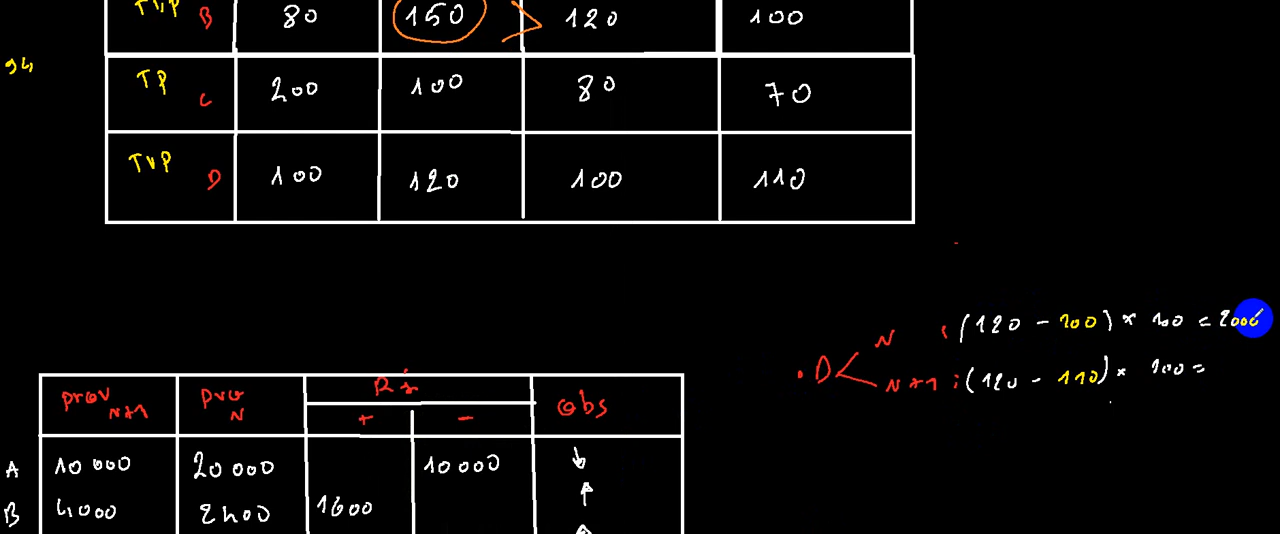 TVP B 80 150 > 120 100
TP C 200 100 80 70
TVP D 100 120 100 110
N : (120 - 100) * 100 = 2000
. D
N+1 : (120 - 110) * 100 =
prov N+1 pro N + - obs
A 10 000 20 000 10 000 ↓
B 4000 2400 1600 ↑